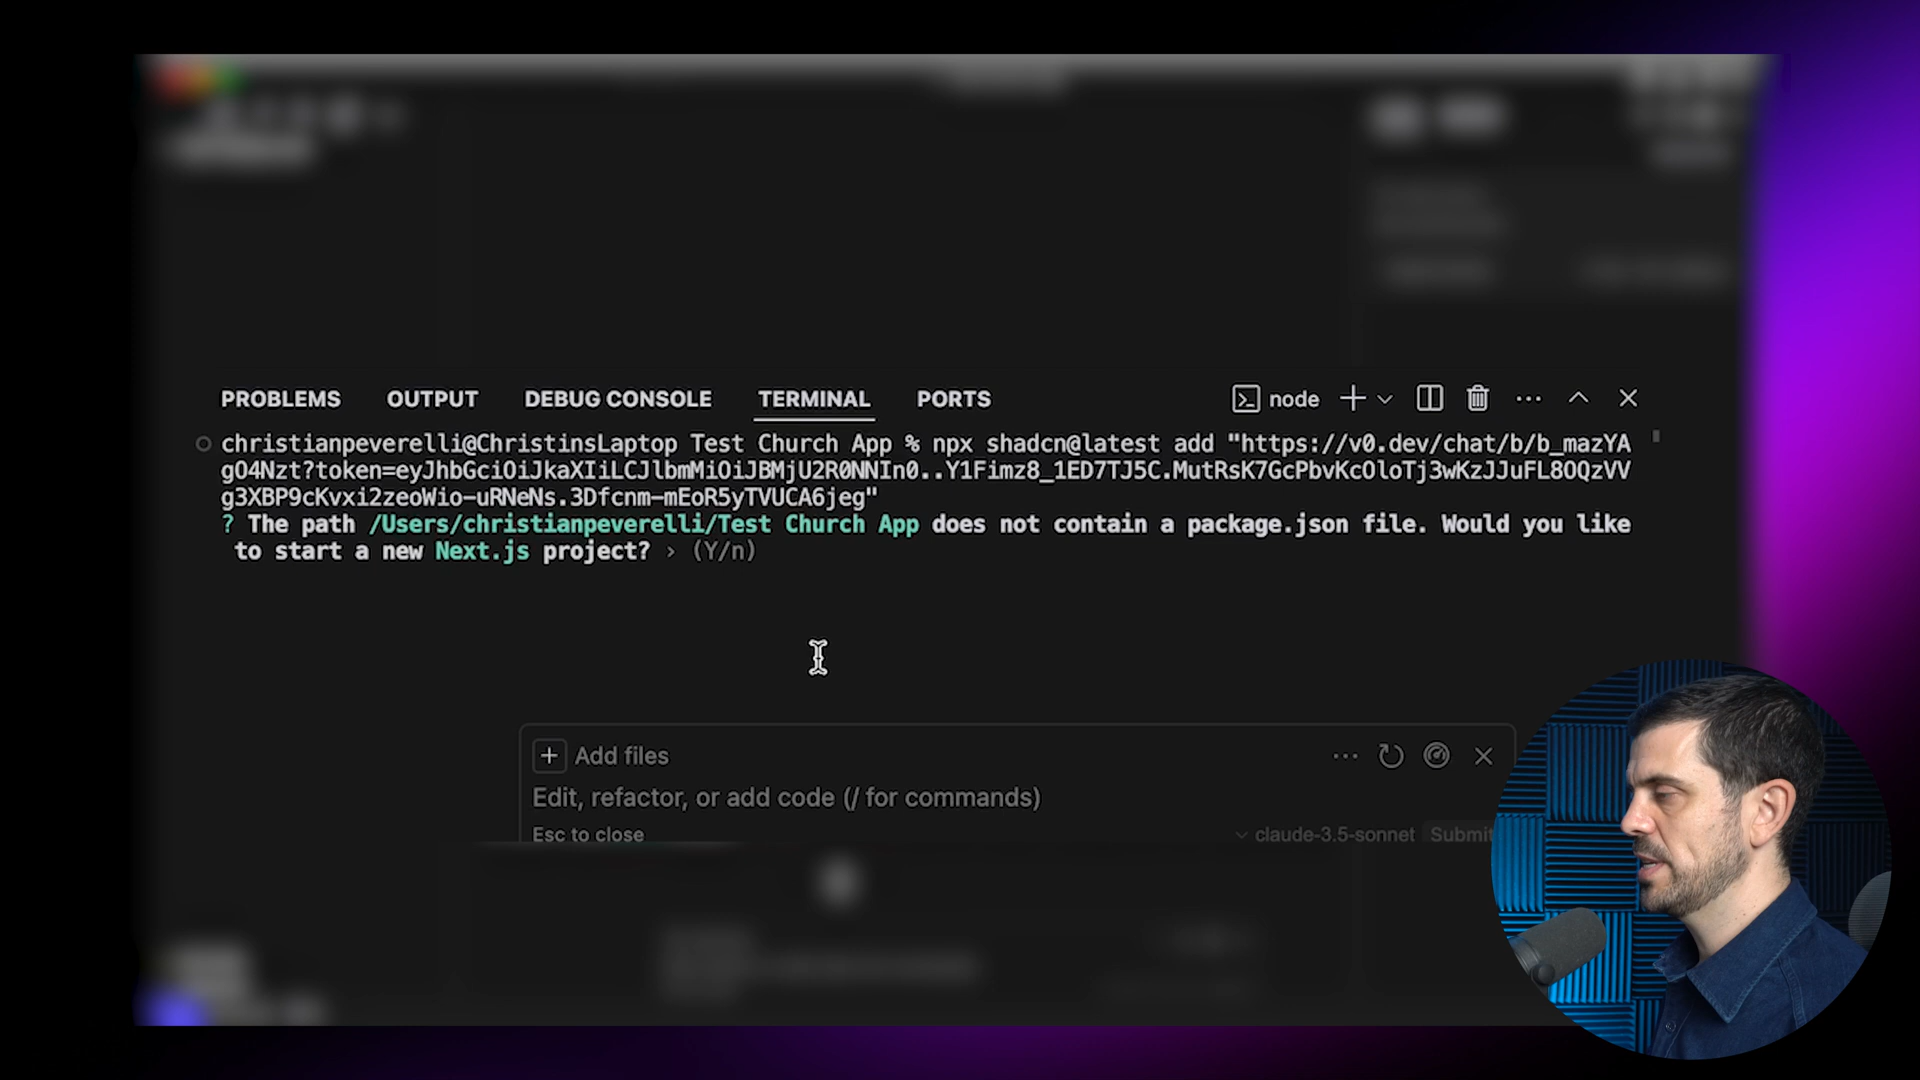 PROBLEMS OUTPUT DEBUG CONSOLE TERMINAL PORTS node
christianpeverelli@ChristinsLaptop Test Church App % npx shadcn@latest add "https://v0.dev/chat/b/b_mazYA
gO4Nzt?token=eyJhbGciOiJkaXIiLCJlbmMiOiJBMjU2R0NNIn0..Y1Fimz8_1ED7TJ5C.MutRsK7GcPbvKcOloTj3wKzJJuFL8OQzVV
g3XBP9cKvxi2zeoWio-uRNeNs.3Dfcnm-mEoR5yTVUCA6jeg"
? The path /Users/christianpeverelli/Test Church App does not contain a package.json file. Would you like
to start a new Next.js project? › (Y/n)
Add files
Edit, refactor, or add code (/ for commands)
Esc to close claude-3.5-sonnet Submit